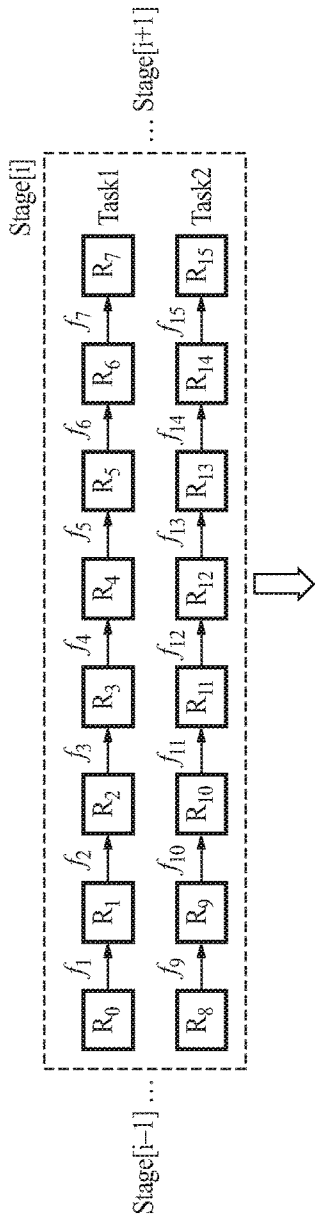 Stage[i]
Stage[i−1] ...
... Stage[i+1]
f₁ f₂ f₃ f₄ f₅ f₆ f₇
R₀ R₁ R₂ R₃ R₄ R₅ R₆ R₇ Task1
f₉ f₁₀ f₁₁ f₁₂ f₁₃ f₁₄ f₁₅
R₈ R₉ R₁₀ R₁₁ R₁₂ R₁₃ R₁₄ R₁₅ Task2